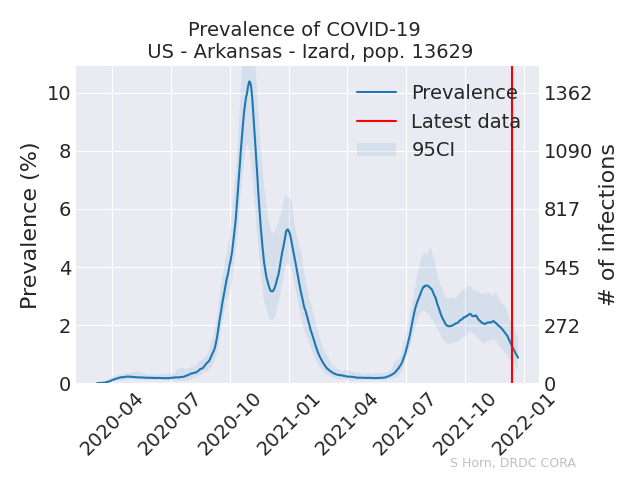 Prevalence of COVID-19
US - Arkansas - Izard, pop. 13629
Prevalence
Latest data
95CI
Prevalence (%)
10
8
6
4
2
0
1362
1090
817
545
272
0
# of infections
2020-04
2020-07
2020-10
2021-01
2021-04
2021-07
2021-10
2022-01
S Horn, DRDC CORA